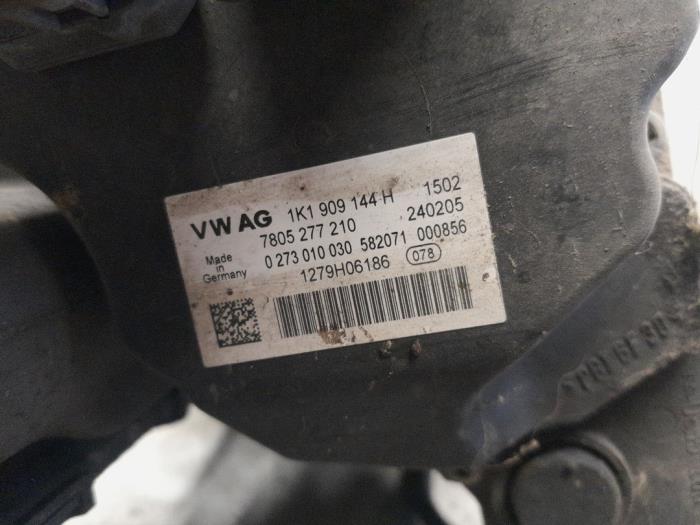 VW AG 1K1 909 144 H 1502
7805 277 210 240205
Made in Germany
0 273 010 030 582071 000856
1279H06186 078